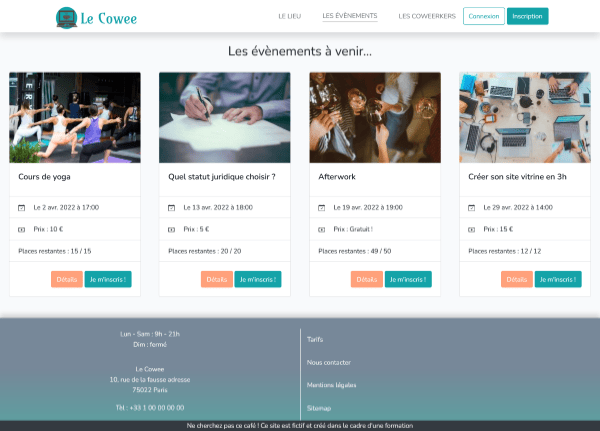 Le Cowee
LE LIEU
LES ÉVÈNEMENTS
LES COWEERKERS
Connexion
Inscription
Les évènements à venir...
Cours de yoga
Le 2 avr. 2022 à 17:00
Prix : 10 €
Places restantes : 15 / 15
Détails
Je m'inscris !
Quel statut juridique choisir ?
Le 13 avr. 2022 à 18:00
Prix : 5 €
Places restantes : 20 / 20
Détails
Je m'inscris !
Afterwork
Le 19 avr. 2022 à 19:00
Prix : Gratuit !
Places restantes : 49 / 50
Détails
Je m'inscris !
Créer son site vitrine en 3h
Le 29 avr. 2022 à 14:00
Prix : 15 €
Places restantes : 12 / 12
Détails
Je m'inscris !
Lun - Sam : 9h - 21h
Dim : fermé
Le Cowee
10, rue de la fausse adresse
75022 Paris
Tél : +33 1 00 00 00 00
Tarifs
Nous contacter
Mentions légales
Sitemap
Ne cherchez pas ce café ! Ce site est fictif et créé dans le cadre d'une formation